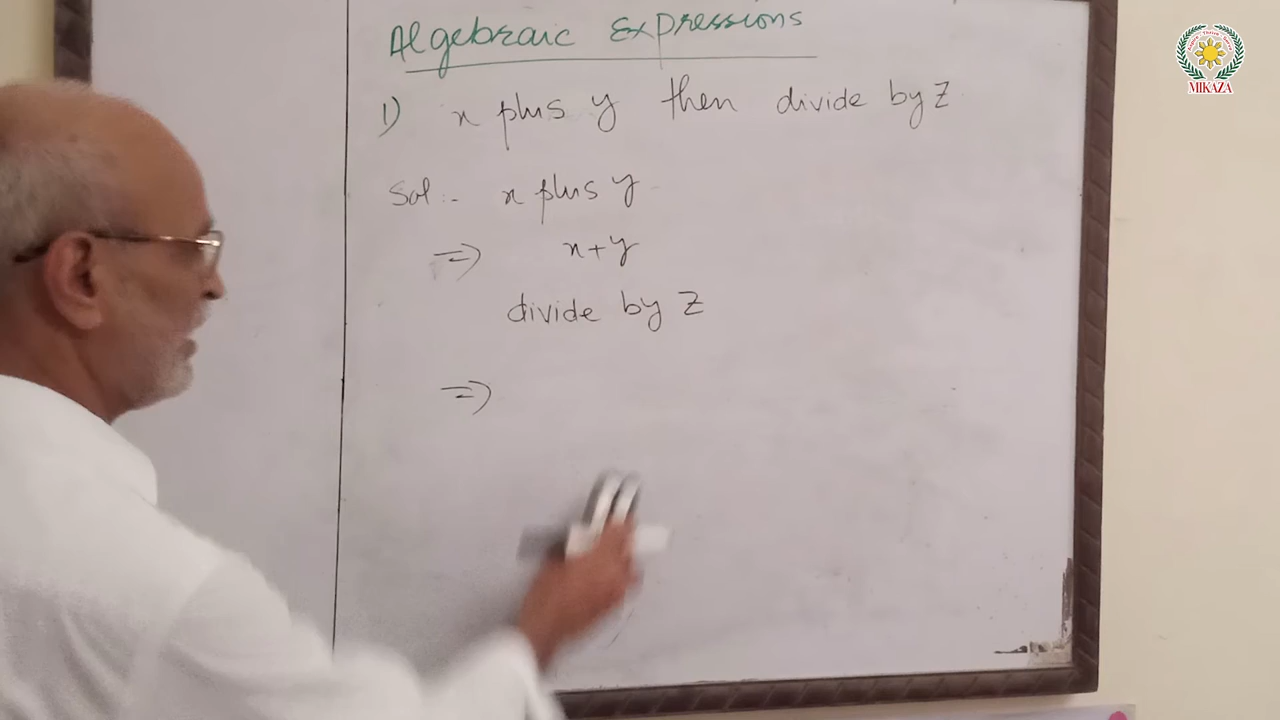 Algebraic Expressions
1) x plus y then divide by Z
Sol :- x plus y
=) x+y
divide by Z
=)
MIKAZA